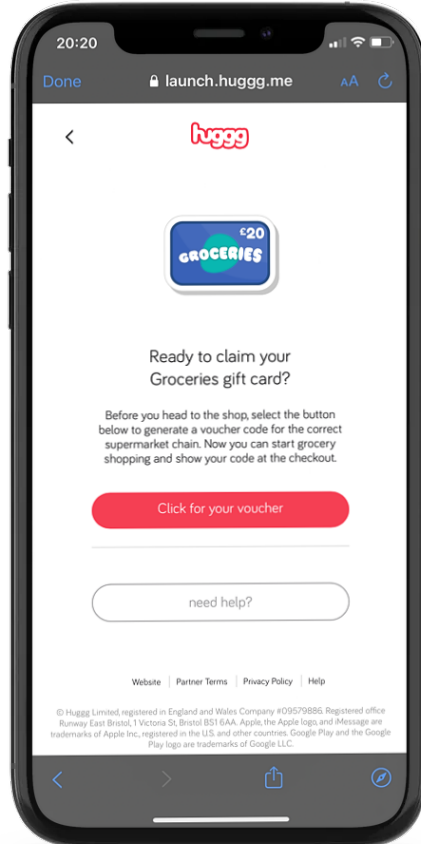 20:20
Done
launch.huggg.me
AA
huggg
£20
GROCERIES
Ready to claim your
Groceries gift card?
Before you head to the shop, select the button
below to generate a voucher code for the correct
supermarket chain. Now you can start grocery
shopping and show your code at the checkout.
Click for your voucher
need help?
Website | Partner Terms | Privacy Policy | Help
© Huggg Limited, registered in England and Wales Company #09579886. Registered office
Runway East Bristol, 1 Victoria St, Bristol BS1 6AA. Apple, the Apple logo, and iMessage are
trademarks of Apple Inc., registered in the U.S. and other countries. Google Play and the Google
Play logo are trademarks of Google LLC.